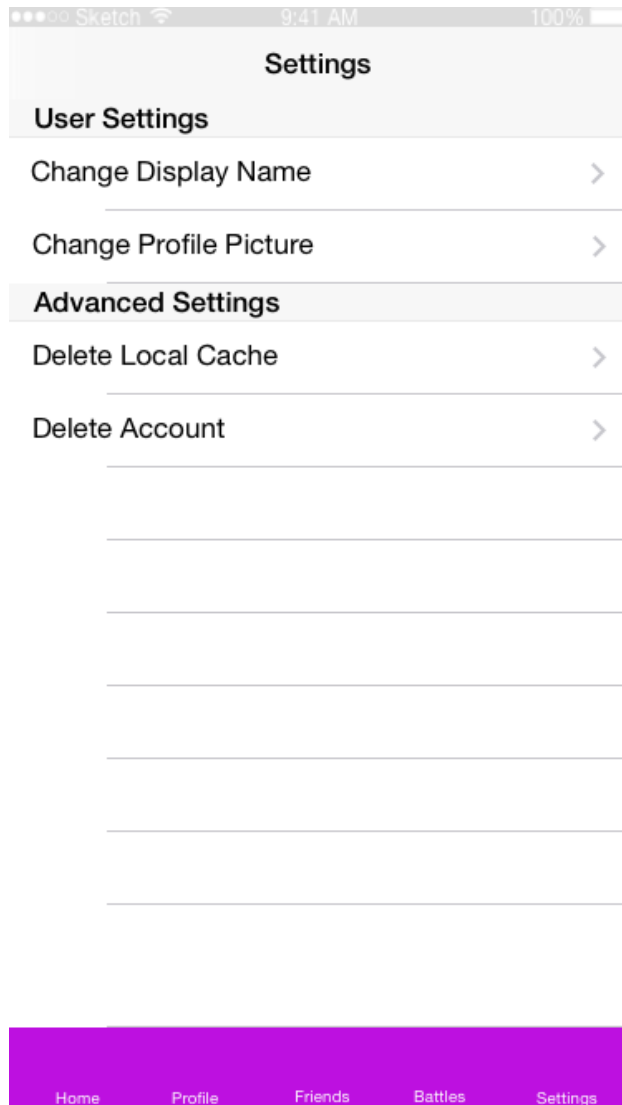 Sketch 9:41 AM 100%
Settings
User Settings
Change Display Name
Change Profile Picture
Advanced Settings
Delete Local Cache
Delete Account
Home Profile Friends Battles Settings